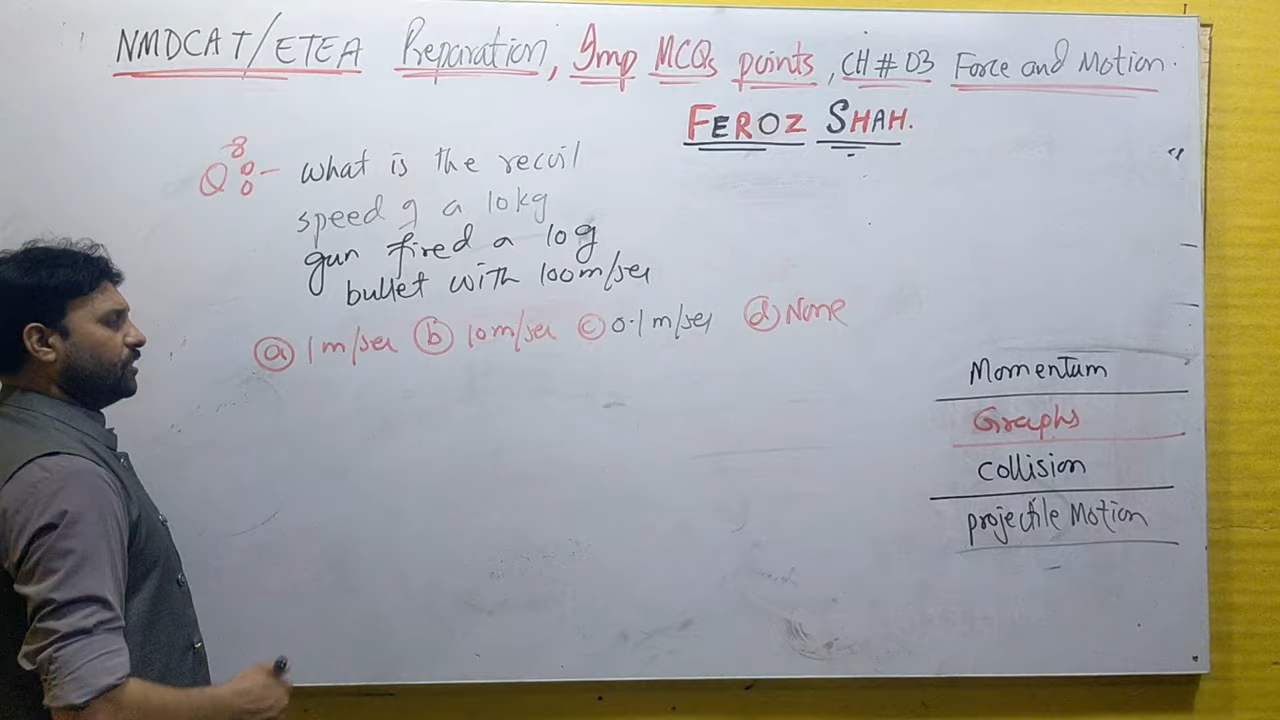 NMDCAT/ETEA Preparation, Imp MCQs points, CH # 03 Force and Motion.
FEROZ SHAH.
Q8:- what is the recoil
speed of a 10kg
gun fired a 10g
bullet with 100m/sec
(a) 1m/sec (b) 10m/sec (c) 0.1m/sec (d) None
Momentum
Graphs
Collision
projectile Motion